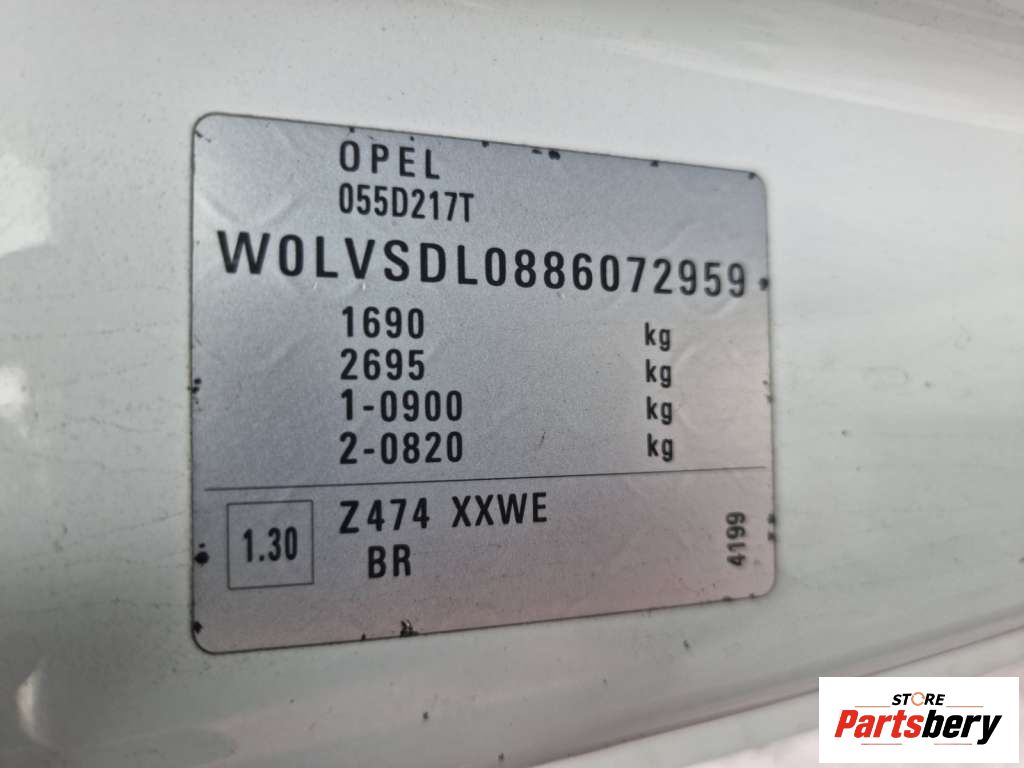 OPEL
055D217T
W0LVSDL0886072959
1690 kg
2695 kg
1-0900 kg
2-0820 kg
1.30 Z474 XXWE
BR
4199
STORE
Partsbery